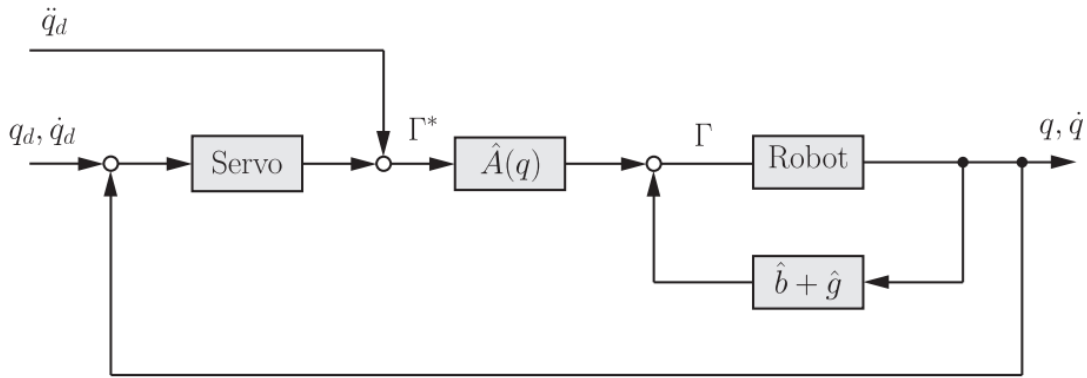 q̈_d
q_d, q̇_d
Servo
Γ*
Â(q)
Γ
Robot
q, q̇
b̂ + ĝ